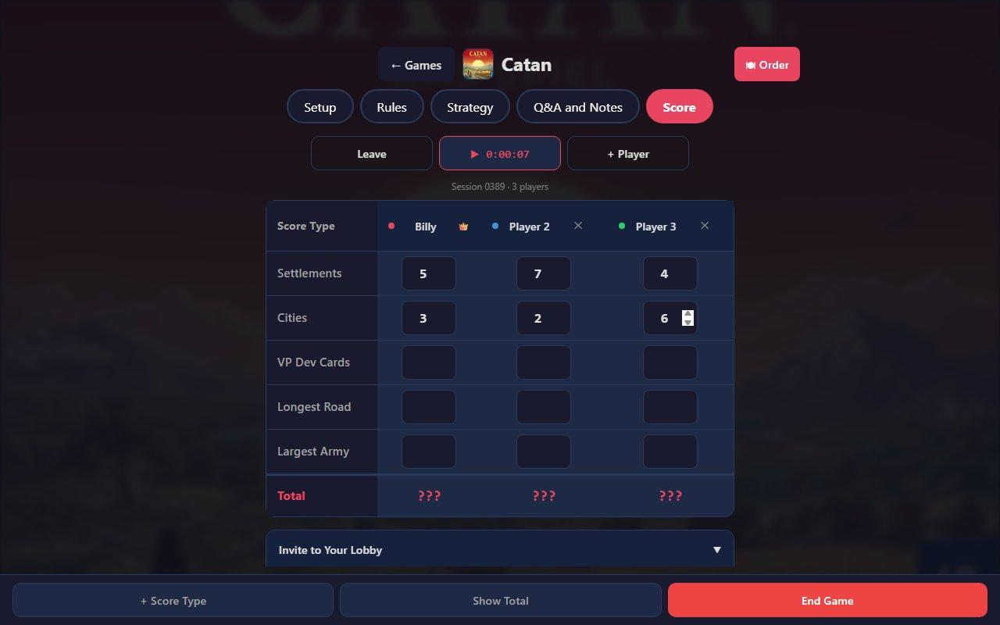 CATAN
SPIEL
← Games
CATAN
Catan
🍽 Order
Setup
Rules
Strategy
Q&A and Notes
Score
Leave
▶ 0:00:07
+ Player
Session 0389 · 3 players
Score Type
Billy 👑
Player 2 ×
Player 3 ×
Settlements 5 7 4
Cities 3 2 6
VP Dev Cards
Longest Road
Largest Army
Total ??? ??? ???
Invite to Your Lobby ▼
+ Score Type
Show Total
End Game